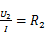 U₂/I = R₂